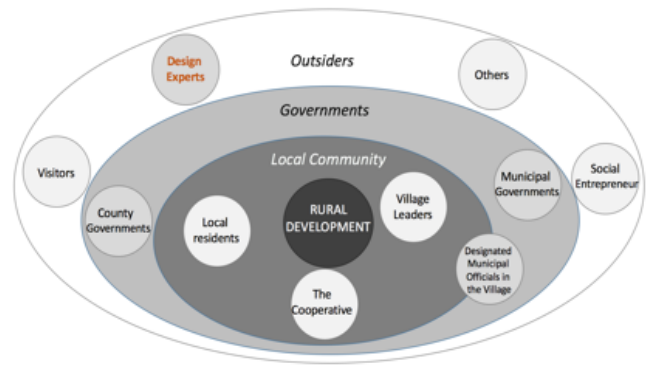 Outsiders
Design
Experts
Others
Governments
Local Community
Visitors
Social
Entrepreneur
Municipal
Governments
County
Governments
Local
residents
RURAL
DEVELOPMENT
Village
Leaders
Designated
Municipal
Officials in
the Village
The
Cooperative